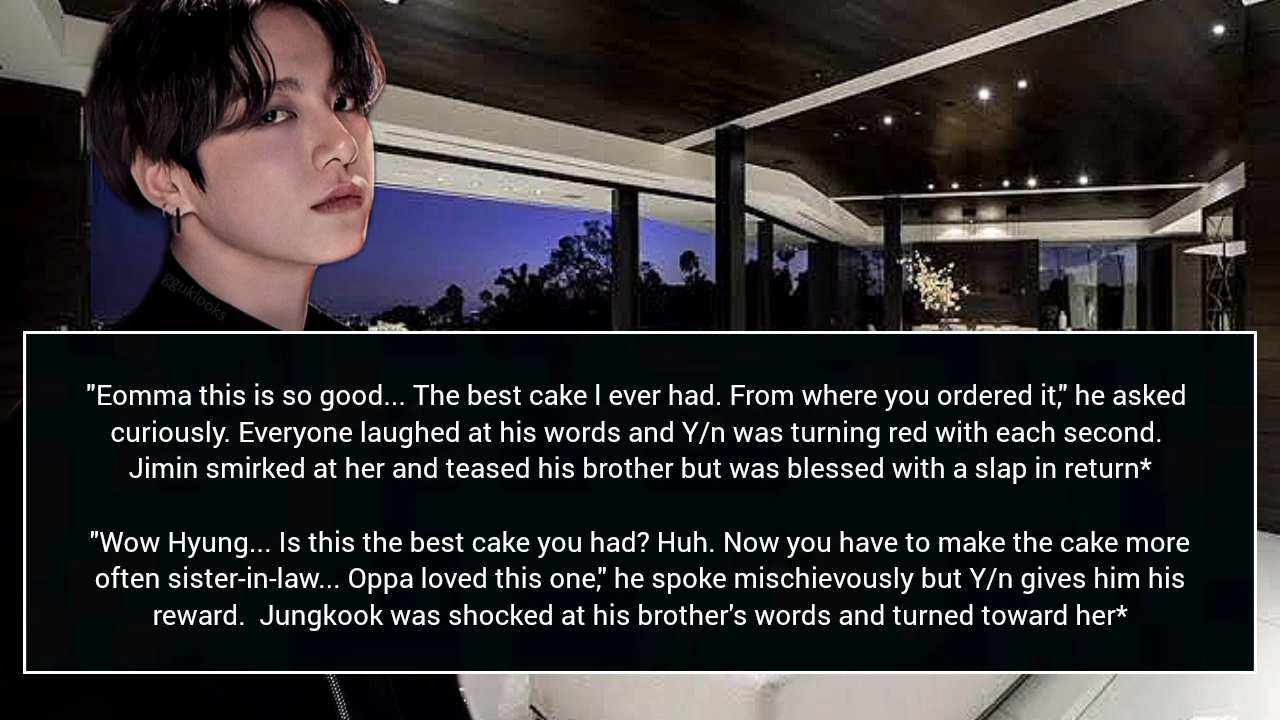 gguklooks
"Eomma this is so good... The best cake I ever had. From where you ordered it," he asked
curiously. Everyone laughed at his words and Y/n was turning red with each second.
Jimin smirked at her and teased his brother but was blessed with a slap in return*
"Wow Hyung... Is this the best cake you had? Huh. Now you have to make the cake more
often sister-in-law... Oppa loved this one," he spoke mischievously but Y/n gives him his
reward.  Jungkook was shocked at his brother's words and turned toward her*